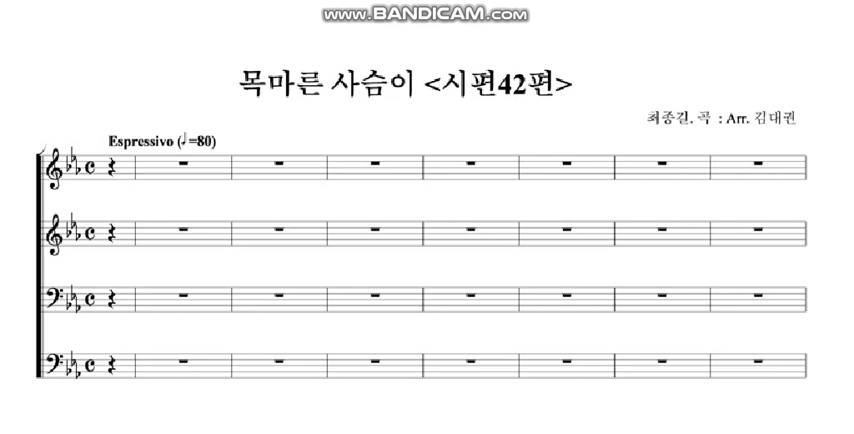 www.BANDICAM.com
목마른 사슴이 <시편42편>
최종길. 곡 : Arr. 김대권
Espressivo (♩=80)